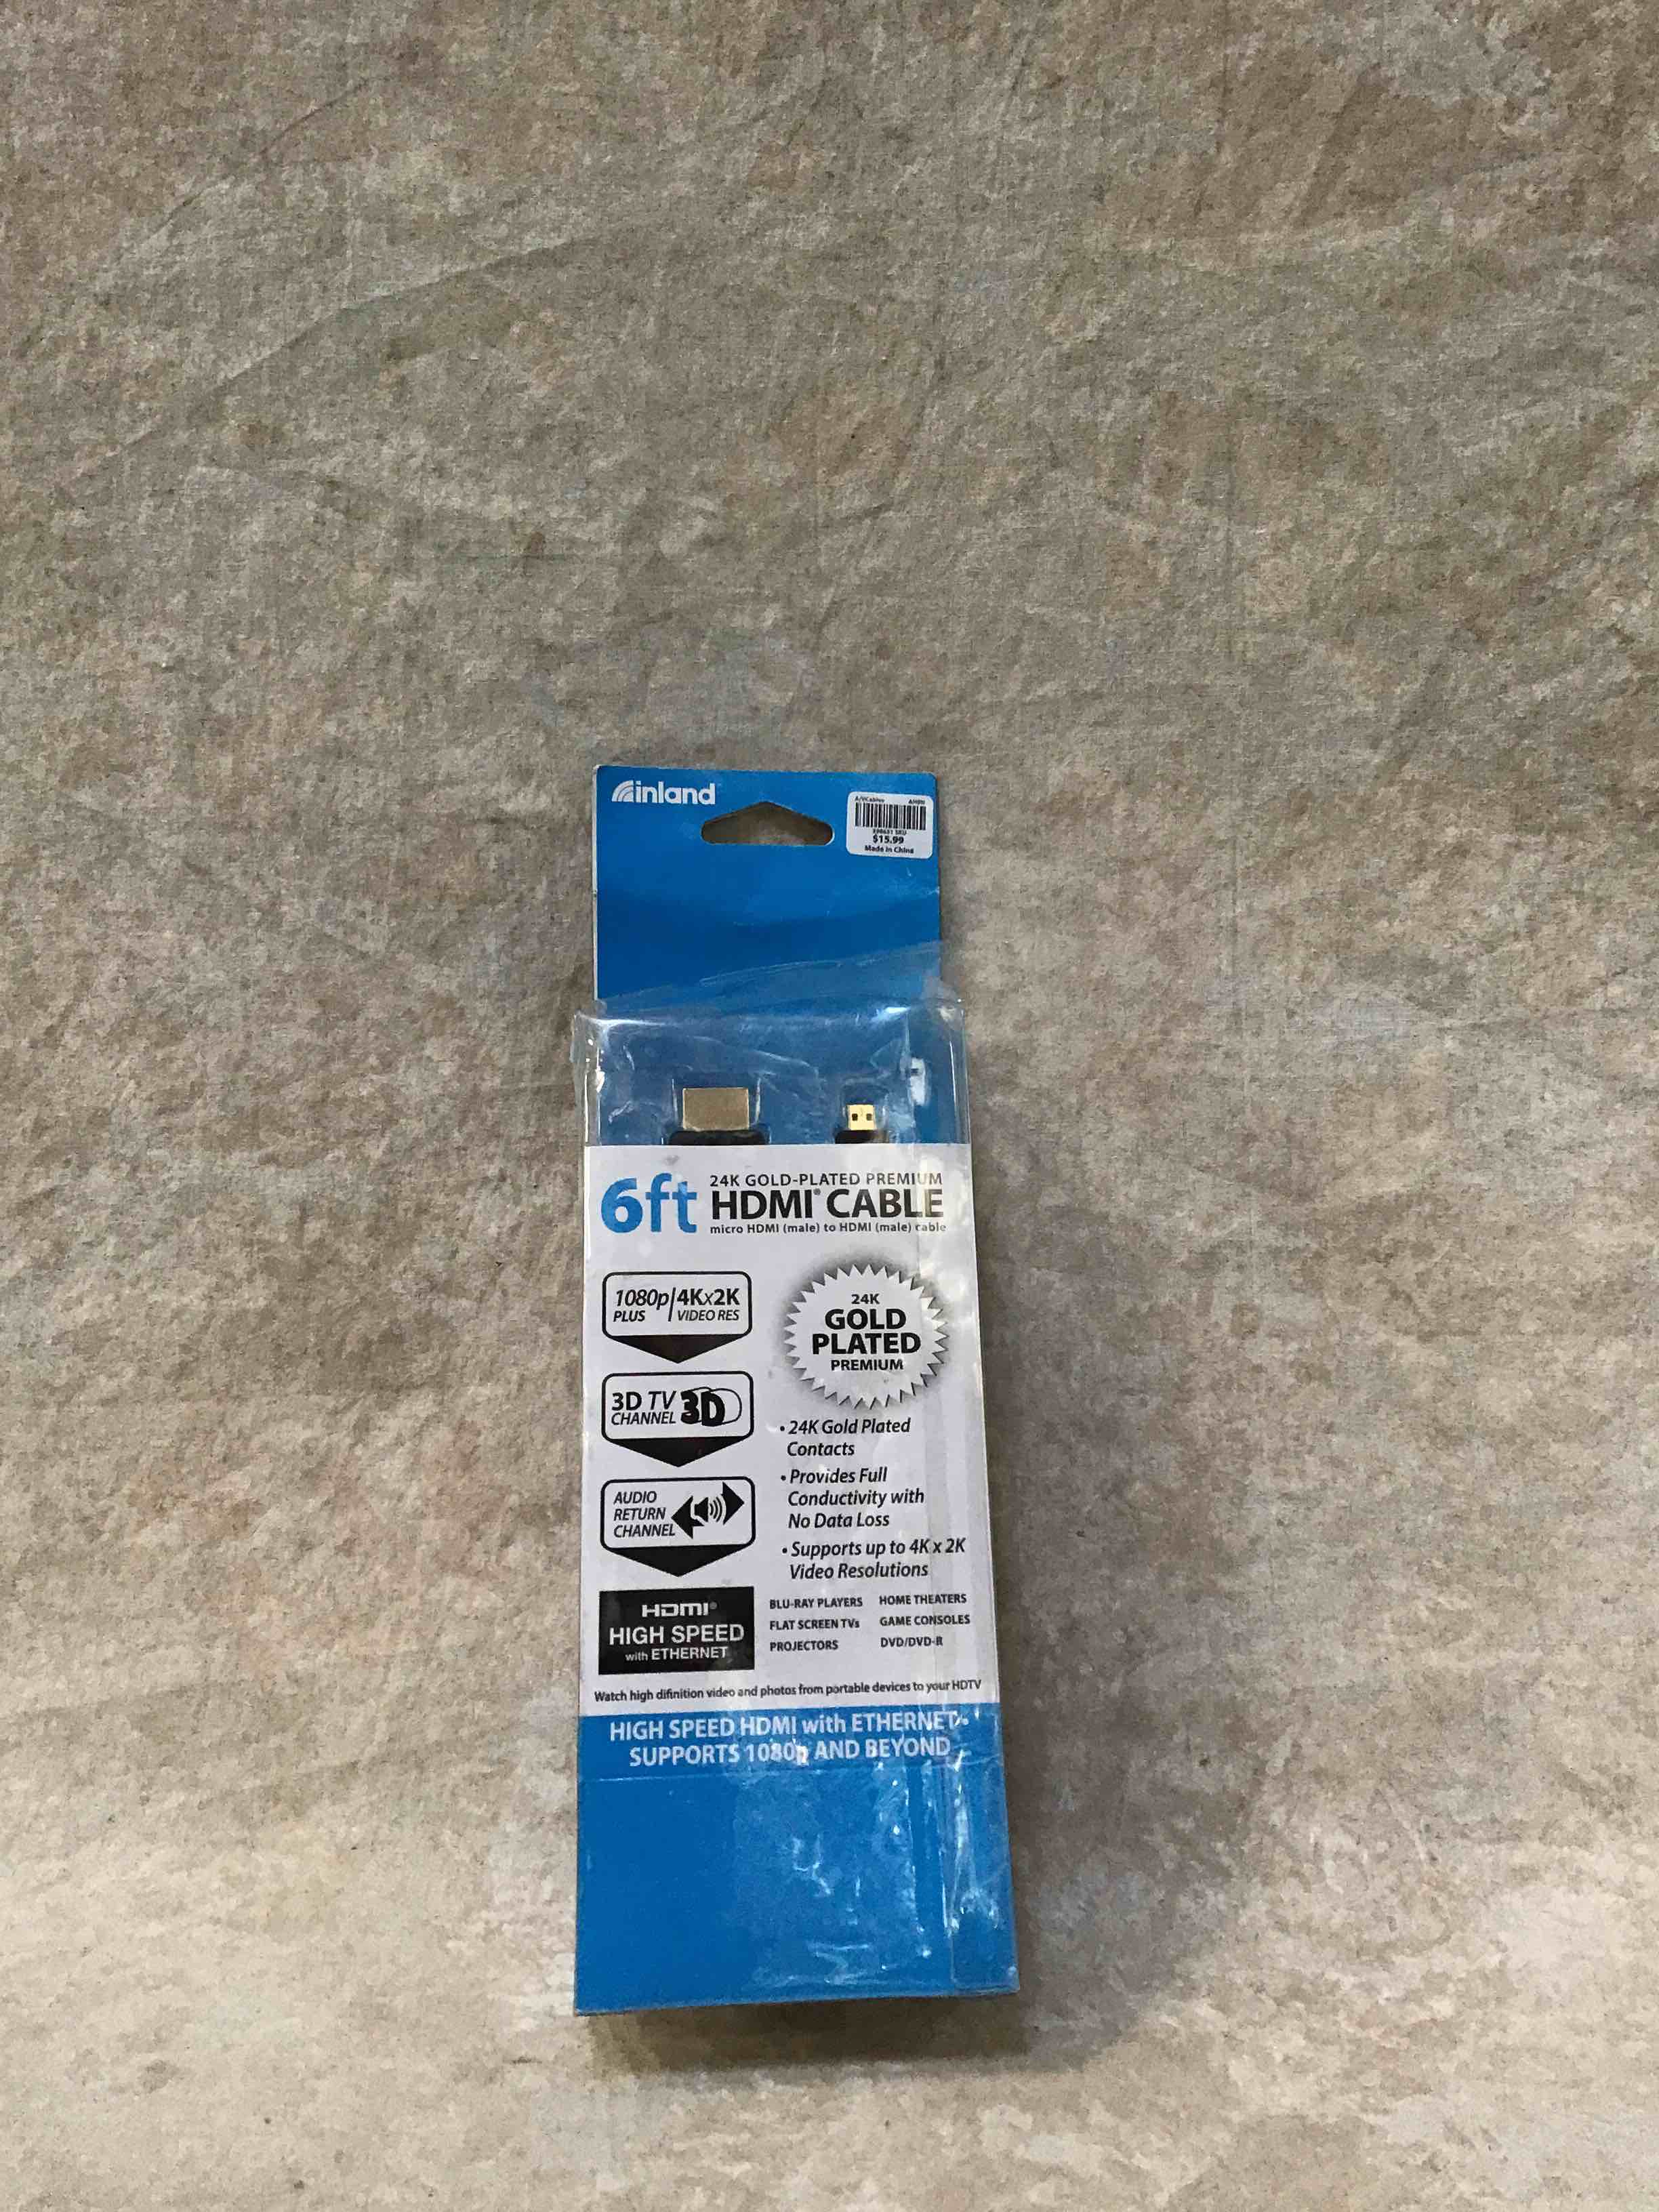 inland
A/VCables
$15.99
Made in China
6ft
24K GOLD-PLATED PREMIUM
HDMI® CABLE
micro HDMI (male) to HDMI (male) cable
1080p 4Kx2K
PLUS VIDEO RES
24K
GOLD
PLATED
PREMIUM
3D TV
CHANNEL
3D
• 24K Gold Plated
Contacts
• Provides Full
Conductivity with
No Data Loss
• Supports up to 4K x 2K
Video Resolutions
AUDIO
RETURN
CHANNEL
HDMI®
HIGH SPEED
with ETHERNET
BLU-RAY PLAYERS HOME THEATERS
FLAT SCREEN TVs GAME CONSOLES
PROJECTORS DVD/DVD-R
Watch high difinition video and photos from portable devices to your HDTV
HIGH SPEED HDMI with ETHERNET
SUPPORTS 1080p AND BEYOND